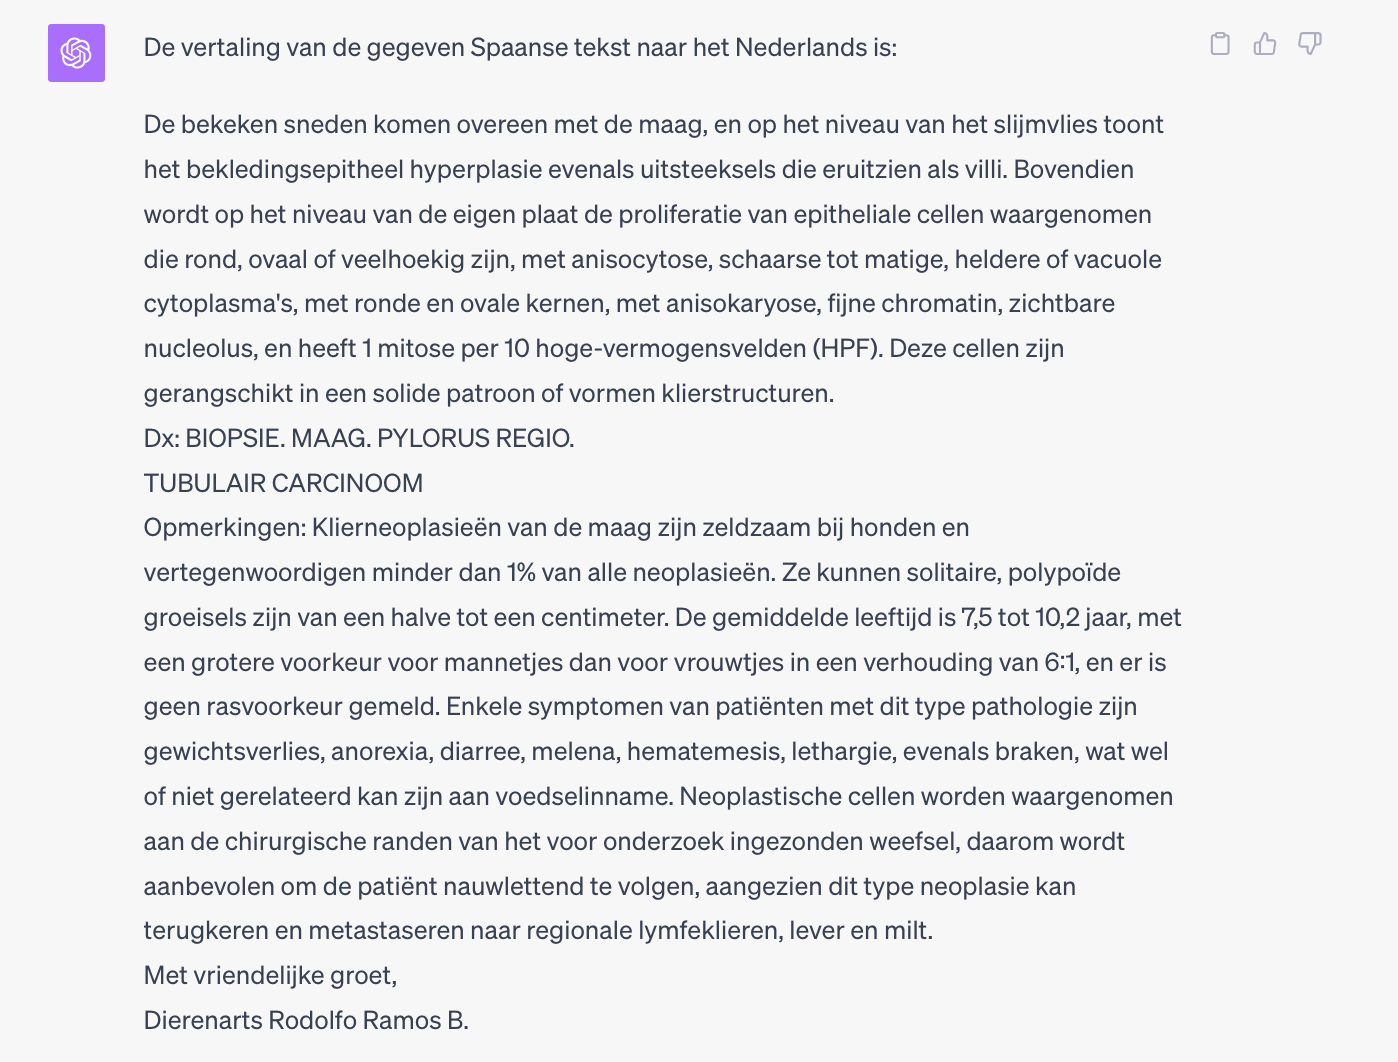 De vertaling van de gegeven Spaanse tekst naar het Nederlands is:
De bekeken sneden komen overeen met de maag, en op het niveau van het slijmvlies toont
het bekledingsepitheel hyperplasie evenals uitsteeksels die eruitzien als villi. Bovendien
wordt op het niveau van de eigen plaat de proliferatie van epitheliale cellen waargenomen
die rond, ovaal of veelhoekig zijn, met anisocytose, schaarse tot matige, heldere of vacuole
cytoplasma's, met ronde en ovale kernen, met anisokaryose, fijne chromatin, zichtbare
nucleolus, en heeft 1 mitose per 10 hoge-vermogensvelden (HPF). Deze cellen zijn
gerangschikt in een solide patroon of vormen klierstructuren.
Dx: BIOPSIE. MAAG. PYLORUS REGIO.
TUBULAIR CARCINOOM
Opmerkingen: Klierneoplasieën van de maag zijn zeldzaam bij honden en
vertegenwoordigen minder dan 1% van alle neoplasieën. Ze kunnen solitaire, polypoïde
groeisels zijn van een halve tot een centimeter. De gemiddelde leeftijd is 7,5 tot 10,2 jaar, met
een grotere voorkeur voor mannetjes dan voor vrouwtjes in een verhouding van 6:1, en er is
geen rasvoorkeur gemeld. Enkele symptomen van patiënten met dit type pathologie zijn
gewichtsverlies, anorexia, diarree, melena, hematemesis, lethargie, evenals braken, wat wel
of niet gerelateerd kan zijn aan voedselinname. Neoplastische cellen worden waargenomen
aan de chirurgische randen van het voor onderzoek ingezonden weefsel, daarom wordt
aanbevolen om de patiënt nauwlettend te volgen, aangezien dit type neoplasie kan
terugkeren en metastaseren naar regionale lymfeklieren, lever en milt.
Met vriendelijke groet,
Dierenarts Rodolfo Ramos B.